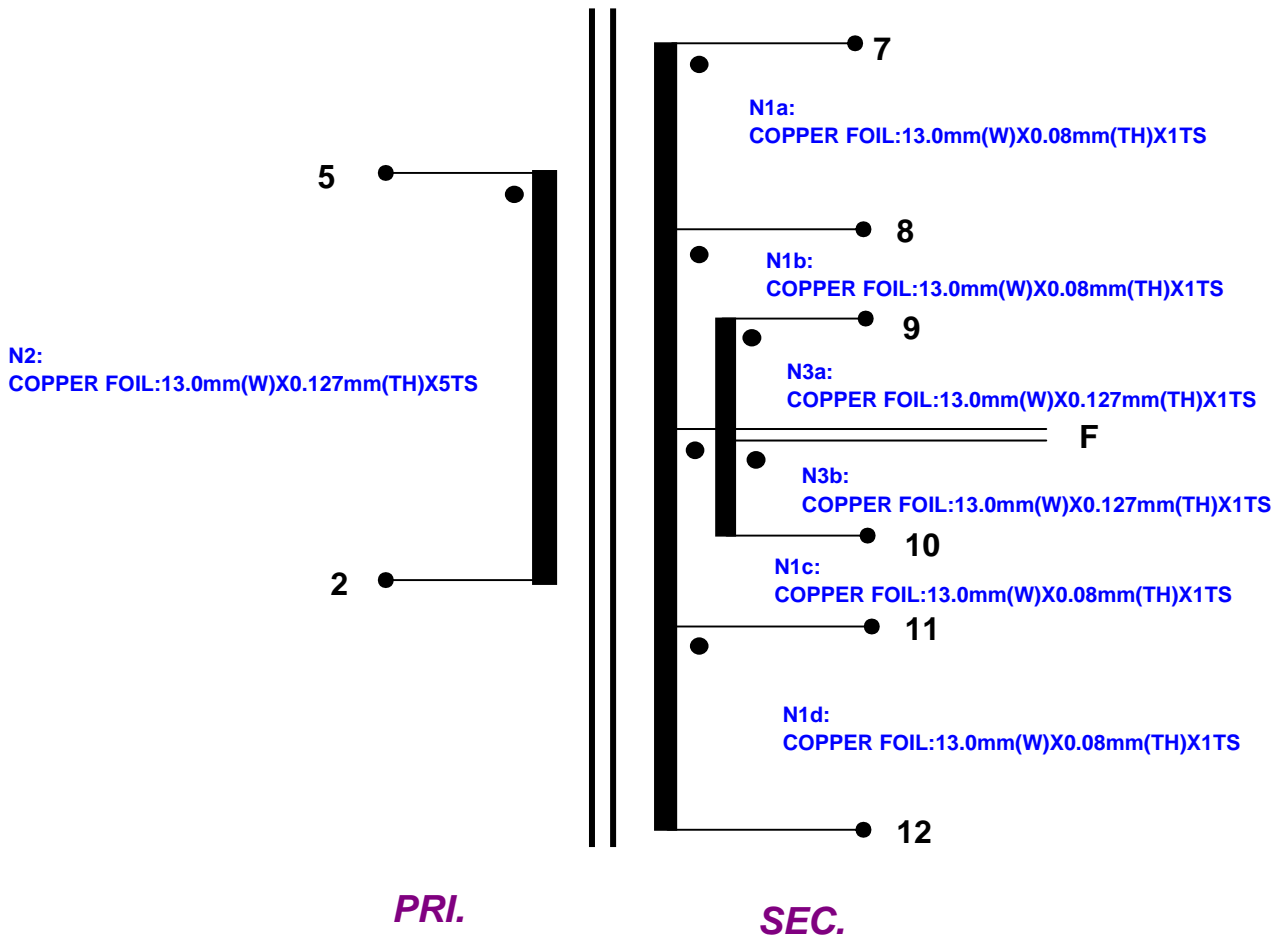 7
N1a:
COPPER FOIL:13.0mm(W)X0.08mm(TH)X1TS
5
8
N1b:
COPPER FOIL:13.0mm(W)X0.08mm(TH)X1TS
9
N2:
COPPER FOIL:13.0mm(W)X0.127mm(TH)X5TS
N3a:
COPPER FOIL:13.0mm(W)X0.127mm(TH)X1TS
F
N3b:
COPPER FOIL:13.0mm(W)X0.127mm(TH)X1TS
10
2
N1c:
COPPER FOIL:13.0mm(W)X0.08mm(TH)X1TS
11
N1d:
COPPER FOIL:13.0mm(W)X0.08mm(TH)X1TS
12
PRI.
SEC.